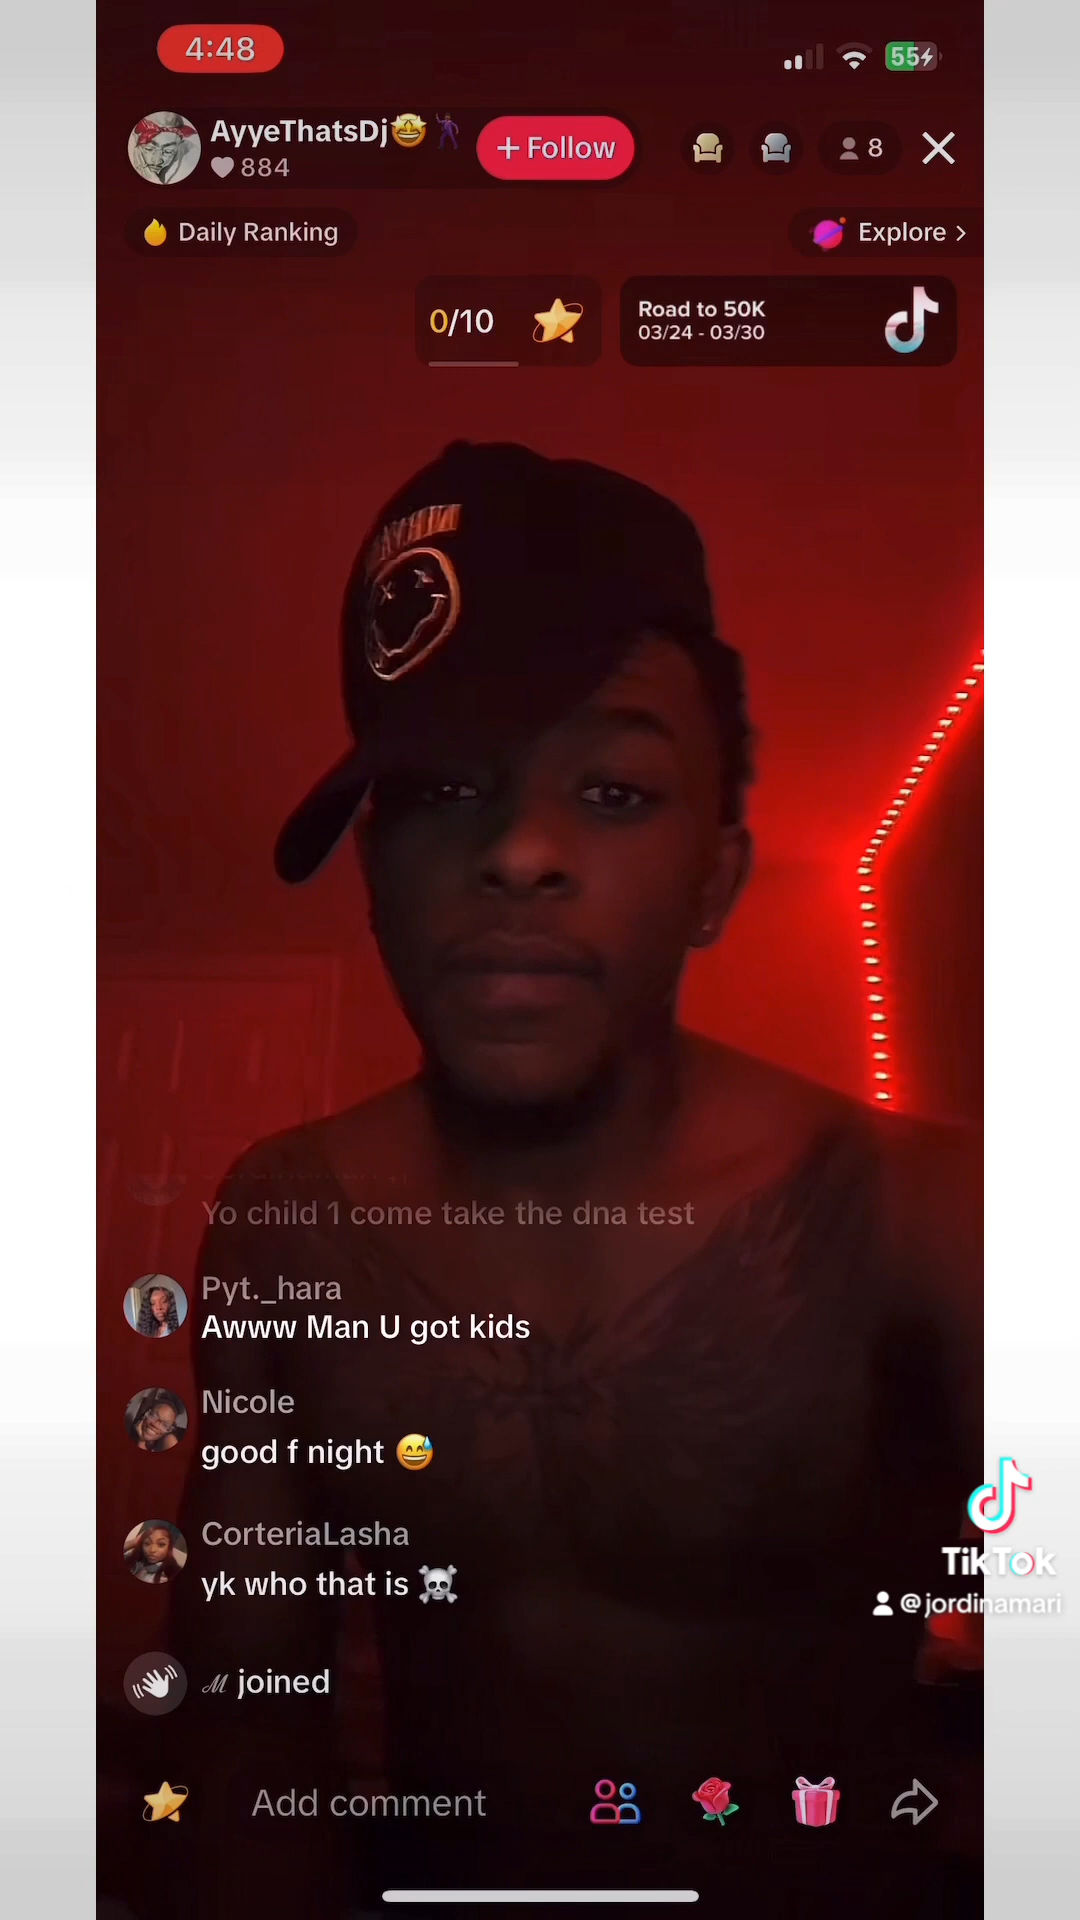 4:48
55
AyyeThatsDj🤩🕺
884
+ Follow
8
Daily Ranking
Explore >
0/10
Road to 50K
03/24 - 03/30
Yo child 1 come take the dna test
Pyt._hara
Awww Man U got kids
Nicole
good f night 😅
CorteriaLasha
yk who that is ☠️
ℳ joined
Add comment
TikTok
@jordinamari